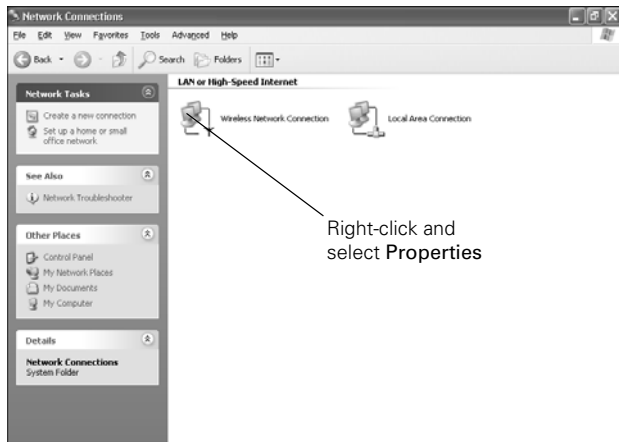 Network Connections
File Edit View Favorites Tools Advanced Help
Back Search Folders
Network Tasks
Create a new connection
Set up a home or small
office network
See Also
Network Troubleshooter
Other Places
Control Panel
My Network Places
My Documents
My Computer
Details
Network Connections
System Folder
LAN or High-Speed Internet
Wireless Network Connection
Local Area Connection
Right-click and
select Properties